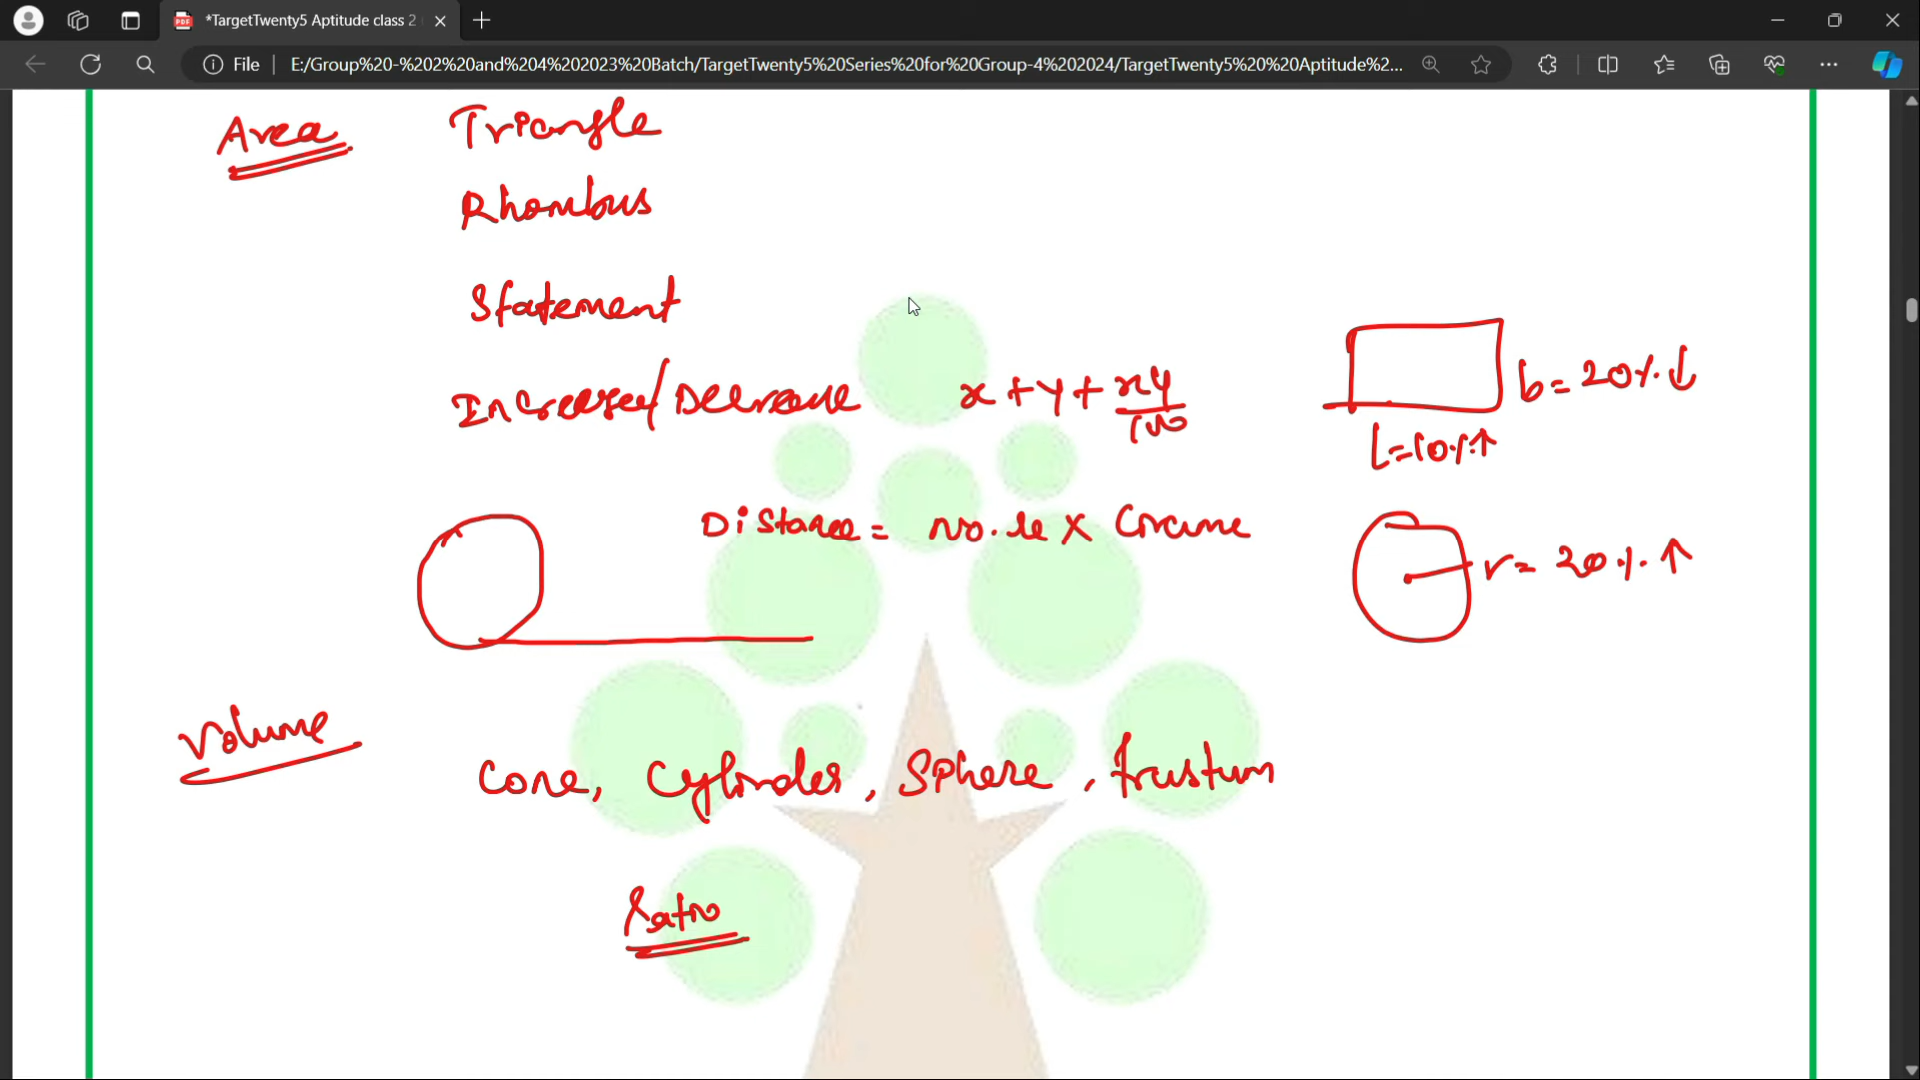 *TargetTwenty5 Aptitude class 2
File
E:/Group%20-%202%20and%204%202023%20Batch/TargetTwenty5%20Series%20for%20Group-4%202024/TargetTwenty5%20%20Aptitude%2...
Area
Triangle
Rhombus
Statement
Increase/Decrease x+y+xy/100
b=20%↓
l=10%↑
Distance = No. × Circum
r=20%↑
Volume
Cone, Cylinder, Sphere, frustum
Ratio